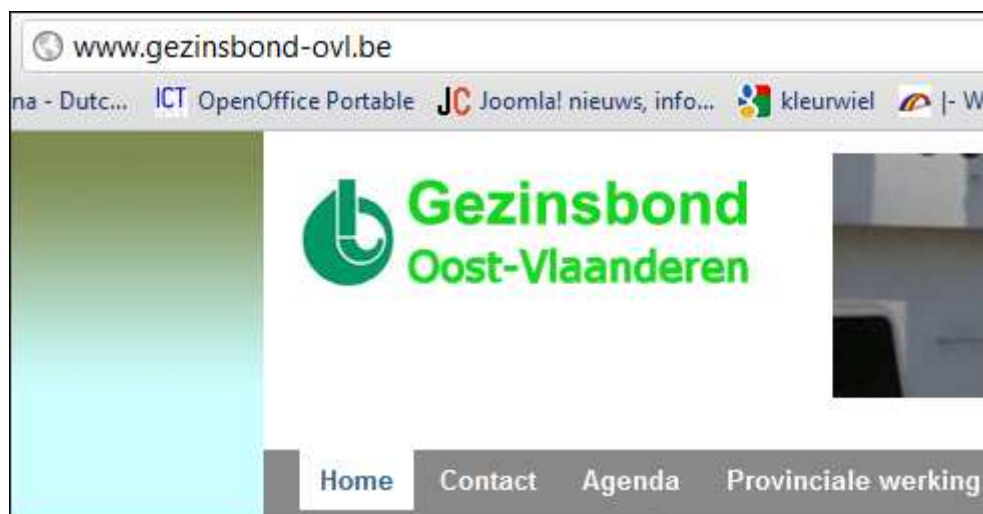 www.gezinsbond-ovl.be
na - Dutc... ICT OpenOffice Portable JC Joomla! nieuws, info... kleurwiel |- W
Gezinsbond
Oost-Vlaanderen
Home Contact Agenda Provinciale werking